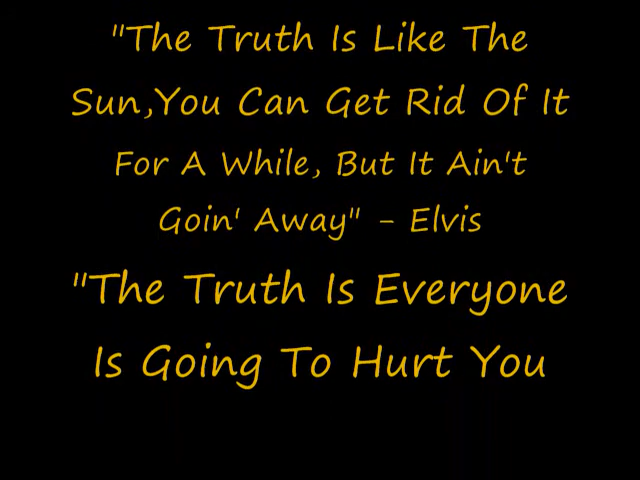 "The Truth Is Like The
Sun,You Can Get Rid Of It
For A While, But It Ain't
Goin' Away" - Elvis
"The Truth Is Everyone
Is Going To Hurt You